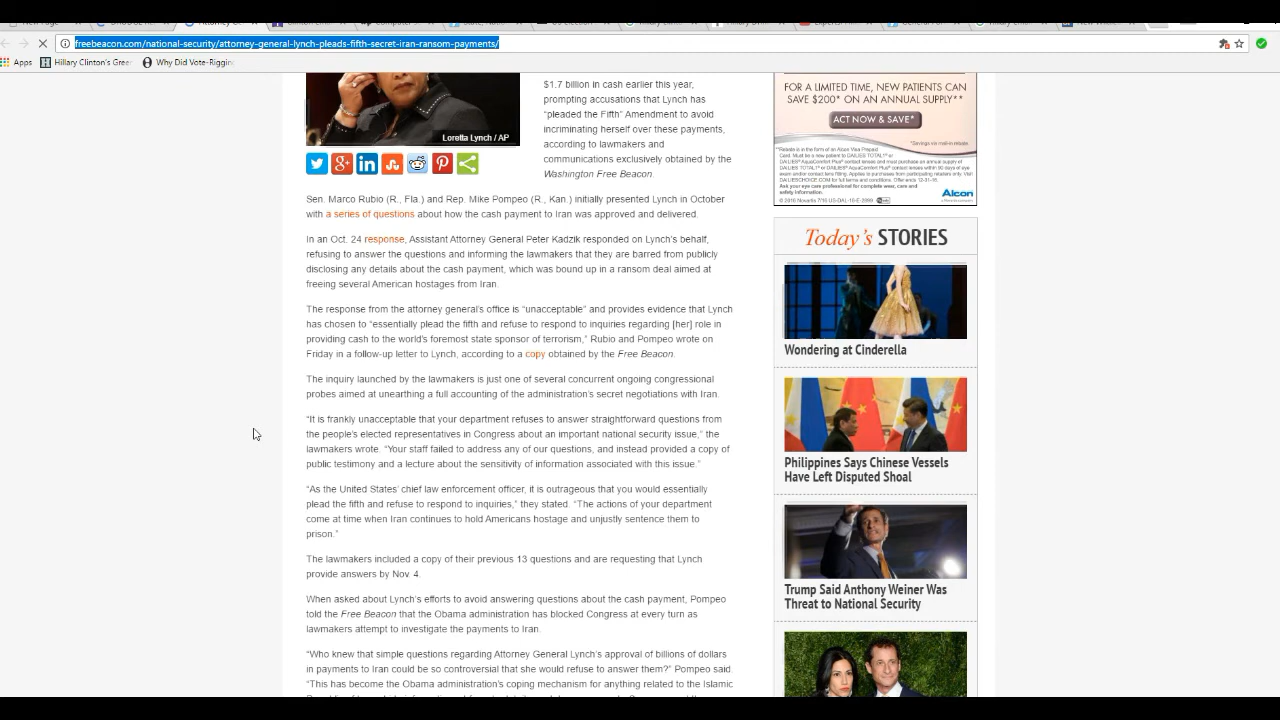 freebeacon.com/national-security/attorney-general-lynch-pleads-fifth-secret-iran-ransom-payments/
Apps
Hillary Clinton's Green
Why Did Vote-Rigging
Loretta Lynch / AP
$1.7 billion in cash earlier this year,
prompting accusations that Lynch has
“pleaded the Fifth” Amendment to avoid
incriminating herself over these payments,
according to lawmakers and
communications exclusively obtained by the
Washington Free Beacon.
Sen. Marco Rubio (R., Fla.) and Rep. Mike Pompeo (R., Kan.) initially presented Lynch in October
with a series of questions about how the cash payment to Iran was approved and delivered.
In an Oct. 24 response, Assistant Attorney General Peter Kadzik responded on Lynch’s behalf,
refusing to answer the questions and informing the lawmakers that they are barred from publicly
disclosing any details about the cash payment, which was bound up in a ransom deal aimed at
freeing several American hostages from Iran.
The response from the attorney general’s office is “unacceptable” and provides evidence that Lynch
has chosen to “essentially plead the fifth and refuse to respond to inquiries regarding [her] role in
providing cash to the world’s foremost state sponsor of terrorism,” Rubio and Pompeo wrote on
Friday in a follow-up letter to Lynch, according to a copy obtained by the Free Beacon.
The inquiry launched by the lawmakers is just one of several concurrent ongoing congressional
probes aimed at unearthing a full accounting of the administration’s secret negotiations with Iran.
“It is frankly unacceptable that your department refuses to answer straightforward questions from
the people’s elected representatives in Congress about an important national security issue,” the
lawmakers wrote. “Your staff failed to address any of our questions, and instead provided a copy of
public testimony and a lecture about the sensitivity of information associated with this issue.”
“As the United States’ chief law enforcement officer, it is outrageous that you would essentially
plead the fifth and refuse to respond to inquiries,” they stated. “The actions of your department
come at time when Iran continues to hold Americans hostage and unjustly sentence them to
prison.”
The lawmakers included a copy of their previous 13 questions and are requesting that Lynch
provide answers by Nov. 4.
When asked about Lynch’s efforts to avoid answering questions about the cash payment, Pompeo
told the Free Beacon that the Obama administration has blocked Congress at every turn as
lawmakers attempt to investigate the payments to Iran.
“Who knew that simple questions regarding Attorney General Lynch’s approval of billions of dollars
in payments to Iran could be so controversial that she would refuse to answer them?” Pompeo said.
“This has become the Obama administration’s coping mechanism for anything related to the Islamic
FOR A LIMITED TIME, NEW PATIENTS CAN
SAVE $200* ON AN ANNUAL SUPPLY**
ACT NOW & SAVE*
*Savings via mail-in rebate.
Ask your eye care professional for complete wear, care and
safety information.
Alcon
Today's STORIES
Wondering at Cinderella
Philippines Says Chinese Vessels
Have Left Disputed Shoal
Trump Said Anthony Weiner Was
Threat to National Security